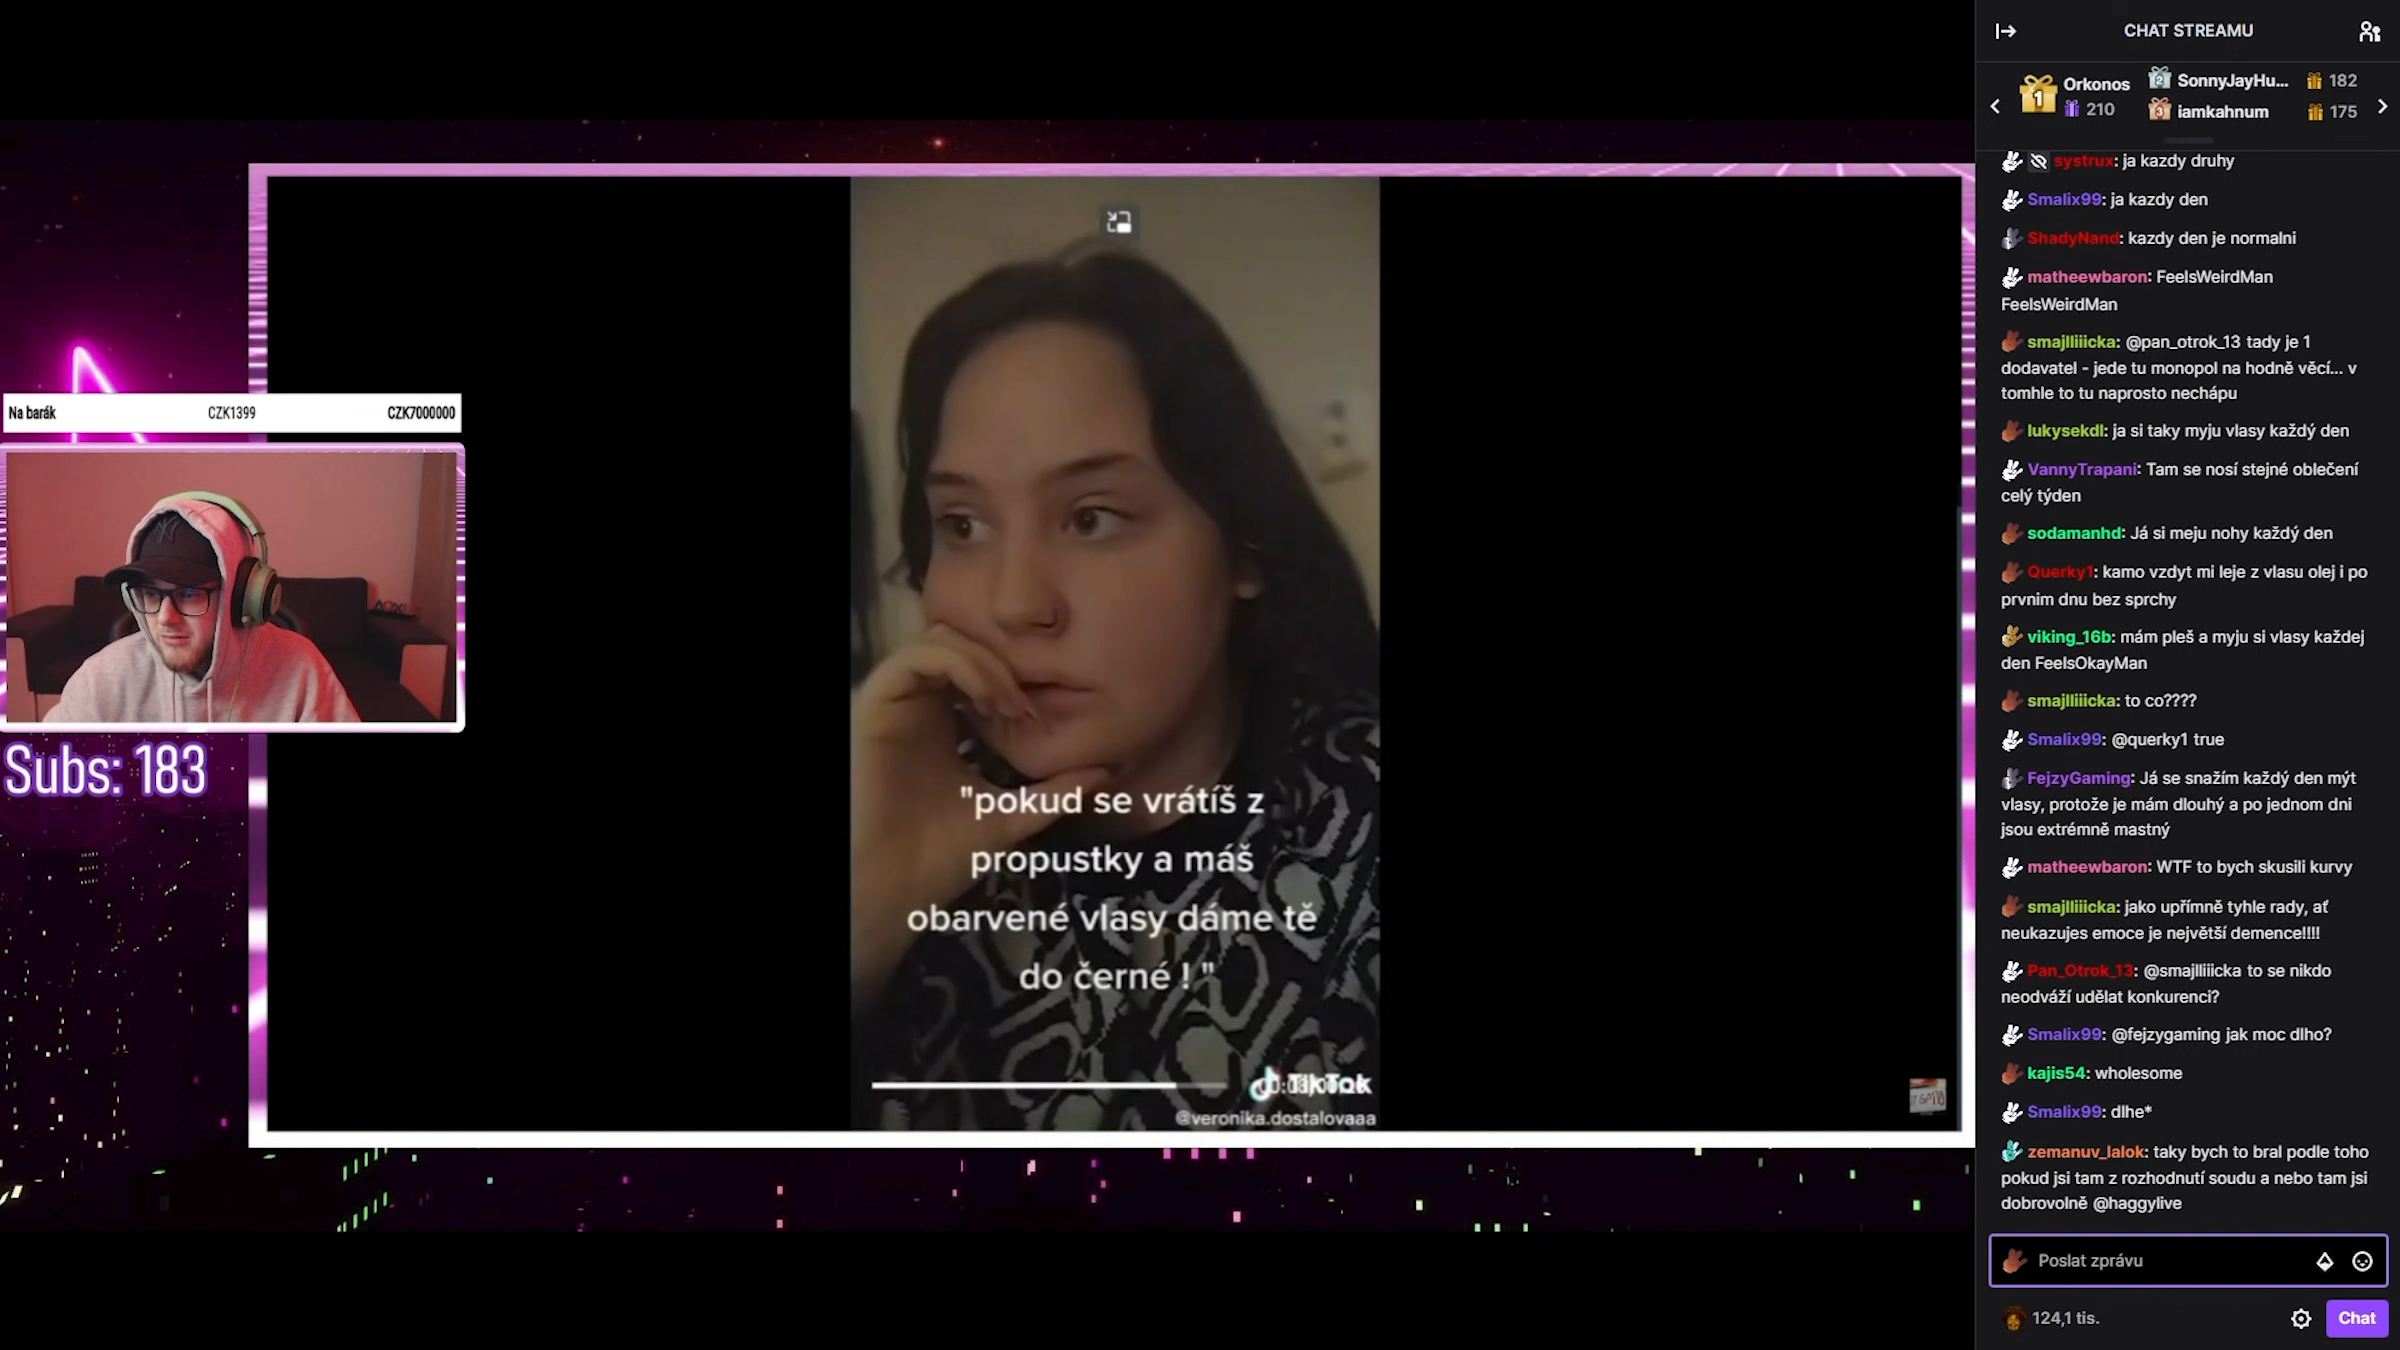 Na barák CZK1399 CZK7000000
Subs: 183
"pokud se vrátíš z
propustky a máš
obarvené vlasy dáme tě
do černé ! "
TikTok
@veronika.dostalovaaa
CHAT STREAMU
1 Orkonos
210
2 SonnyJayHu... 182
3 iamkahnum 175
systrux: ja kazdy druhy
Smalix99: ja kazdy den
ShadyNand: kazdy den je normalni
matheewbaron: FeelsWeirdMan
FeelsWeirdMan
smajlliiicka: @pan_otrok_13 tady je 1
dodavatel - jede tu monopol na hodně věcí... v
tomhle to tu naprosto nechápu
lukysekdl: ja si taky myju vlasy každý den
VannyTrapani: Tam se nosí stejné oblečení
celý týden
sodamanhd: Já si meju nohy každý den
Querky1: kamo vzdyt mi leje z vlasu olej i po
prvnim dnu bez sprchy
viking_16b: mám pleš a myju si vlasy každej
den FeelsOkayMan
smajlliiicka: to co????
Smalix99: @querky1 true
FejzyGaming: Já se snažím každý den mýt
vlasy, protože je mám dlouhý a po jednom dni
jsou extrémně mastný
matheewbaron: WTF to bych skusili kurvy
smajlliiicka: jako upřímně tyhle rady, ať
neukazujes emoce je největší demence!!!!
Pan_Otrok_13: @smajlliiicka to se nikdo
neodváží udělat konkurenci?
Smalix99: @fejzygaming jak moc dlho?
kajis54: wholesome
Smalix99: dlhe*
zemanuv_lalok: taky bych to bral podle toho
pokud jsi tam z rozhodnutí soudu a nebo tam jsi
dobrovolně @haggylive
Poslat zprávu
124,1 tis.
Chat